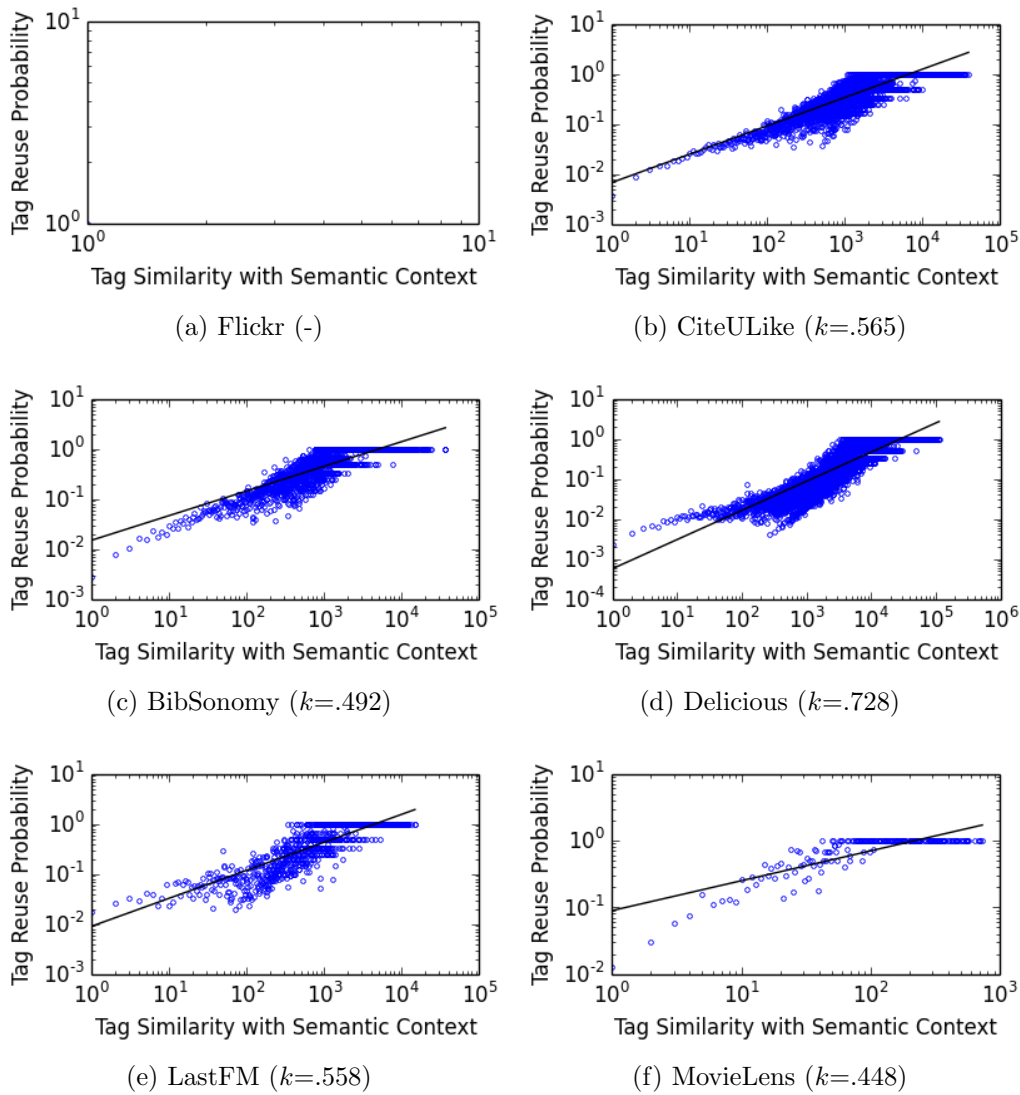 Tag Reuse Probability
10^1
10^0
10^0
10^1
Tag Similarity with Semantic Context
(a) Flickr (-)
Tag Reuse Probability
10^1
10^0
10^-1
10^-2
10^-3
10^0 10^1 10^2 10^3 10^4 10^5
Tag Similarity with Semantic Context
(b) CiteULike (k=.565)
Tag Reuse Probability
10^1
10^0
10^-1
10^-2
10^-3
10^0 10^1 10^2 10^3 10^4 10^5
Tag Similarity with Semantic Context
(c) BibSonomy (k=.492)
Tag Reuse Probability
10^1
10^0
10^-1
10^-2
10^-3
10^-4
10^0 10^1 10^2 10^3 10^4 10^5 10^6
Tag Similarity with Semantic Context
(d) Delicious (k=.728)
Tag Reuse Probability
10^1
10^0
10^-1
10^-2
10^-3
10^0 10^1 10^2 10^3 10^4 10^5
Tag Similarity with Semantic Context
(e) LastFM (k=.558)
Tag Reuse Probability
10^1
10^0
10^-1
10^-2
10^0 10^1 10^2 10^3
Tag Similarity with Semantic Context
(f) MovieLens (k=.448)